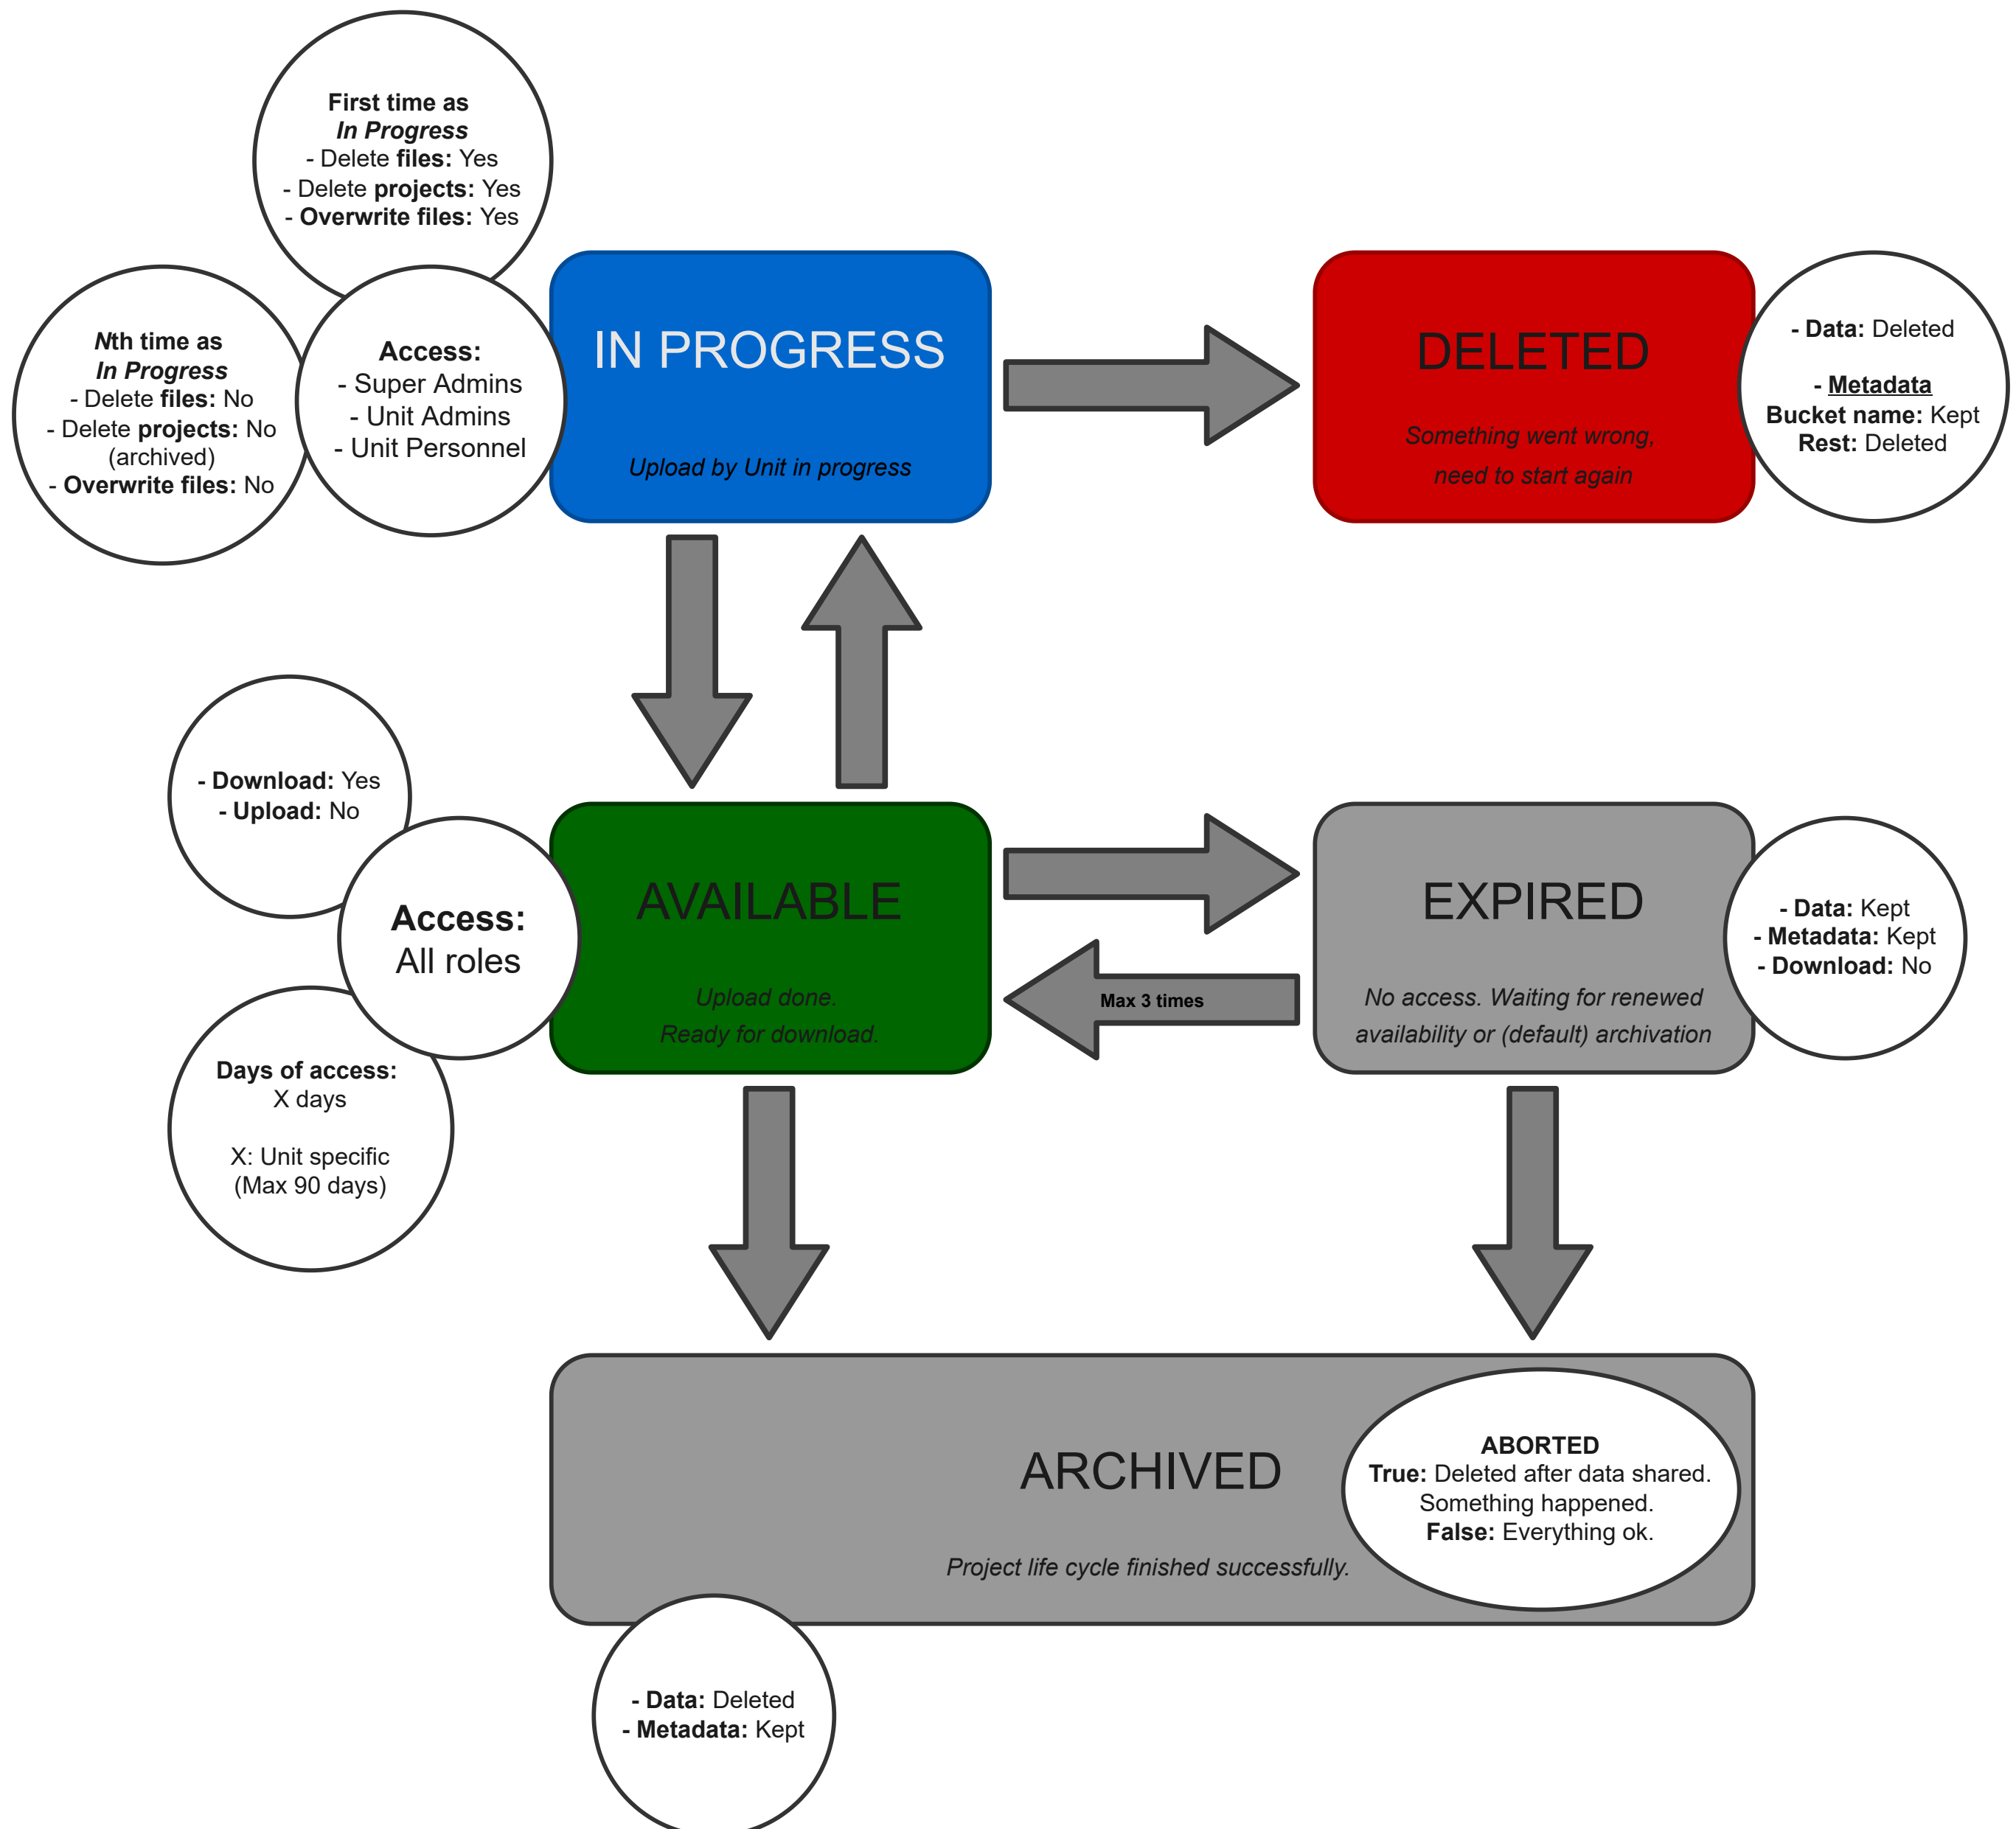 First time as
In Progress
- Delete files: Yes
- Delete projects: Yes
- Overwrite files: Yes
Nth time as
In Progress
- Delete files: No
- Delete projects: No
(archived)
- Overwrite files: No
Access:
- Super Admins
- Unit Admins
- Unit Personnel
IN PROGRESS
Upload by Unit in progress
DELETED
Something went wrong,
need to start again
- Data: Deleted
- Metadata
Bucket name: Kept
Rest: Deleted
- Download: Yes
- Upload: No
Access:
All roles
Days of access:
X days
X: Unit specific
(Max 90 days)
AVAILABLE
Upload done.
Ready for download.
Max 3 times
EXPIRED
No access. Waiting for renewed
availability or (default) archivation
- Data: Kept
- Metadata: Kept
- Download: No
ARCHIVED
Project life cycle finished successfully.
ABORTED
True: Deleted after data shared.
Something happened.
False: Everything ok.
- Data: Deleted
- Metadata: Kept